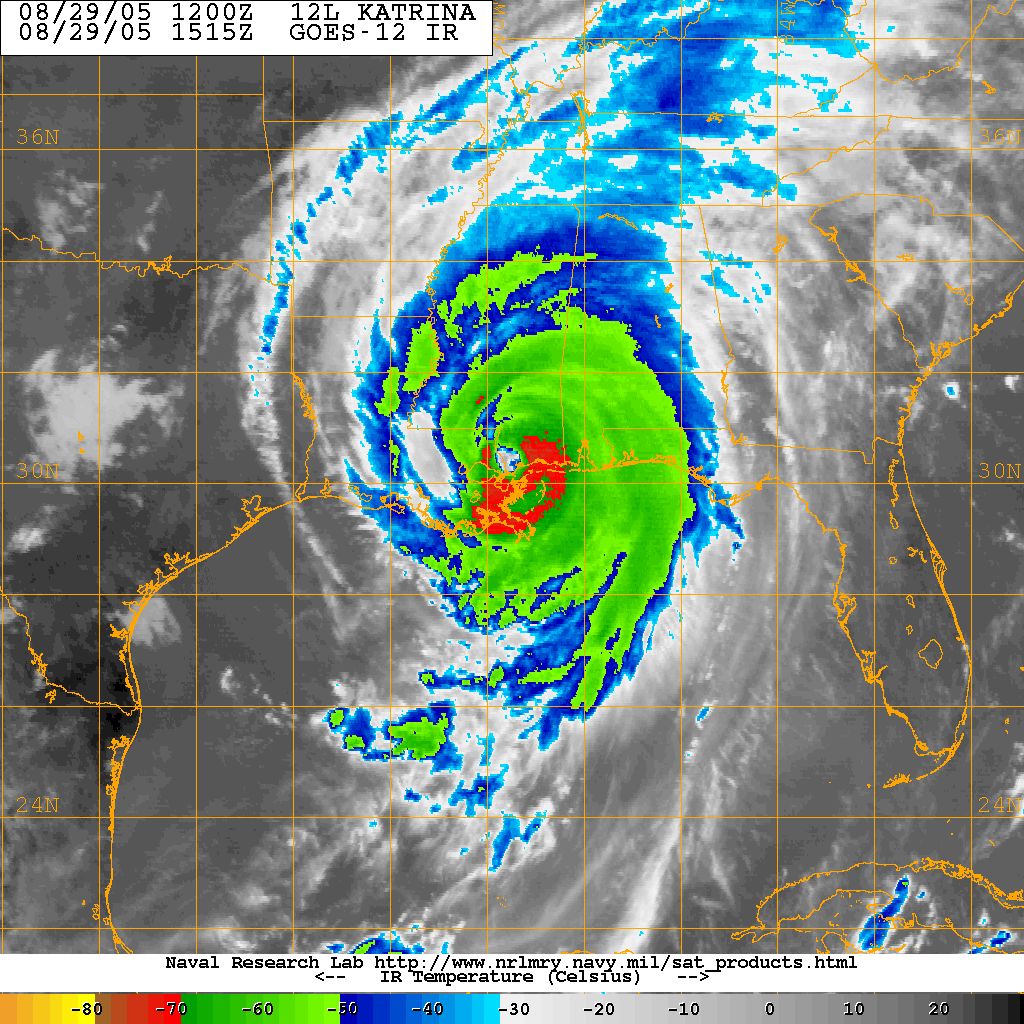 08/29/05 1200Z 12L KATRINA
08/29/05 1515Z GOES-12 IR
84W
36N 36N
30N 30N
24N 24N
Naval Research Lab http://www.nrlmry.navy.mil/sat_products.html
<-- IR Temperature (Celsius) -->
-80 -70 -60 -50 -40 -30 -20 -10 0 10 20